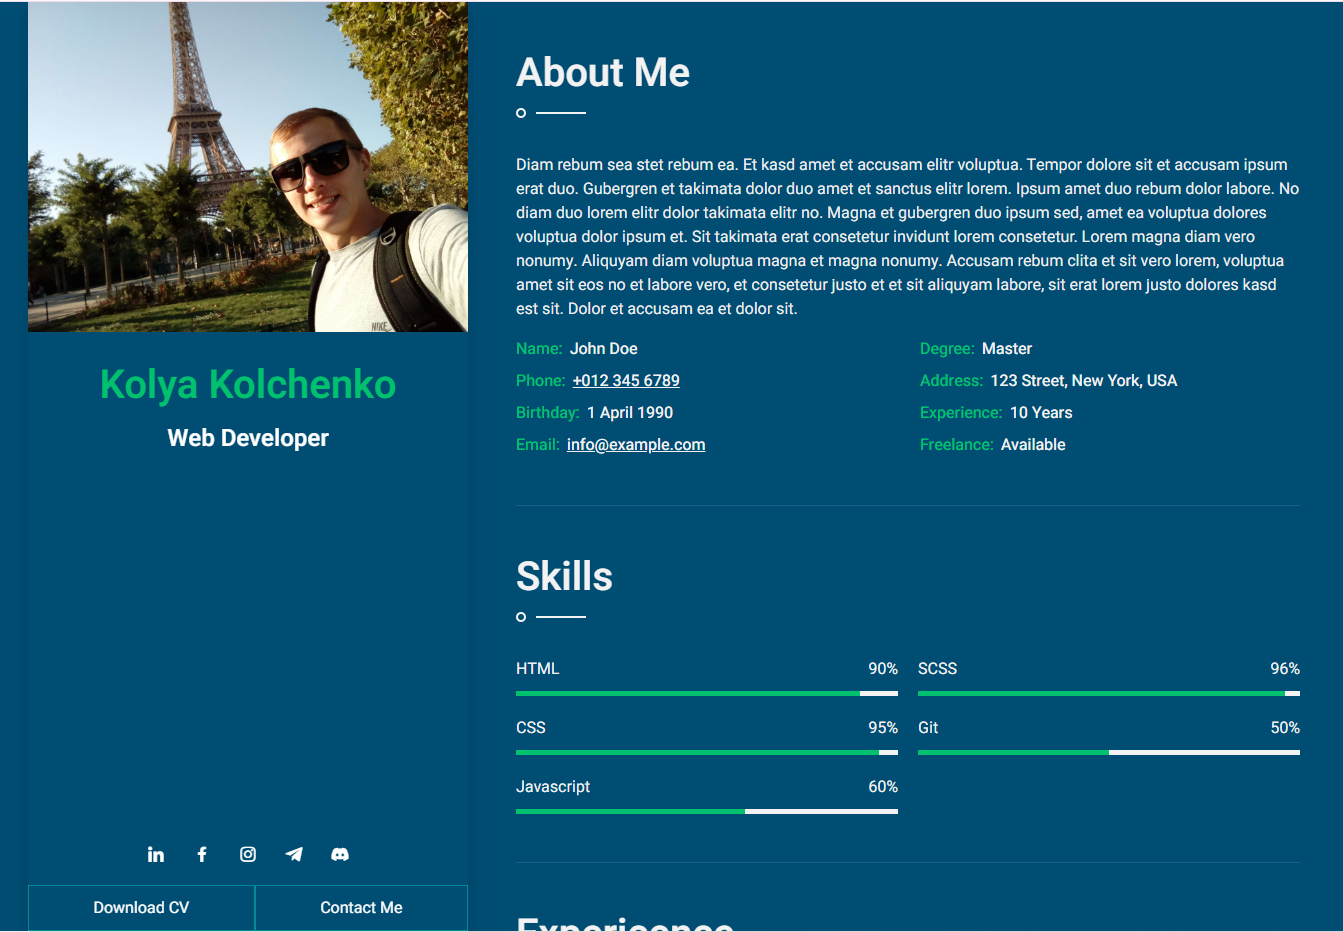 NIKE
Kolya Kolchenko
Web Developer
in
Download CV
Contact Me
About Me
Diam rebum sea stet rebum ea. Et kasd amet et accusam elitr voluptua. Tempor dolore sit et accusam ipsum
erat duo. Gubergren et takimata dolor duo amet et sanctus elitr lorem. Ipsum amet duo rebum dolor labore. No
diam duo lorem elitr dolor takimata elitr no. Magna et gubergren duo ipsum sed, amet ea voluptua dolores
voluptua dolor ipsum et. Sit takimata erat consetetur invidunt lorem consetetur. Lorem magna diam vero
nonumy. Aliquyam diam voluptua magna et magna nonumy. Accusam rebum clita et sit vero lorem, voluptua
amet sit eos no et labore vero, et consetetur justo et et sit aliquyam labore, sit erat lorem justo dolores kasd
est sit. Dolor et accusam ea et dolor sit.
Name: John Doe
Degree: Master
Phone: +012 345 6789
Address: 123 Street, New York, USA
Birthday: 1 April 1990
Experience: 10 Years
Email: info@example.com
Freelance: Available
Skills
HTML 90%
SCSS 96%
CSS 95%
Git 50%
Javascript 60%